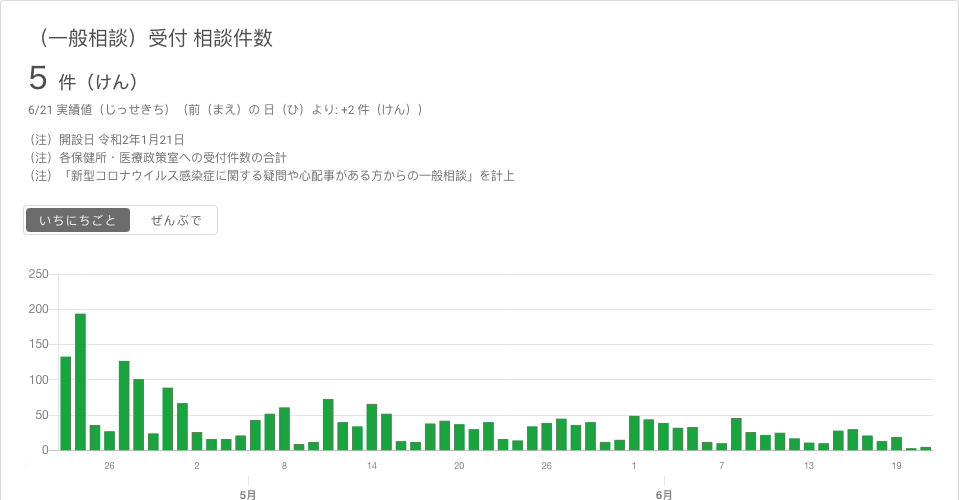 （一般相談）受付 相談件数
5 件（けん）
6/21 実績値（じっせきち）（前（まえ）の 日（ひ）より: +2 件（けん））
（注）開設日 令和2年1月21日
（注）各保健所・医療政策室への受付件数の合計
（注）「新型コロナウイルス感染症に関する疑問や心配事がある方からの一般相談」を計上
いちにちごと ぜんぶで
250
200
150
100
50
0
26 2 8 14 20 26 1 7 13 19
5月 6月